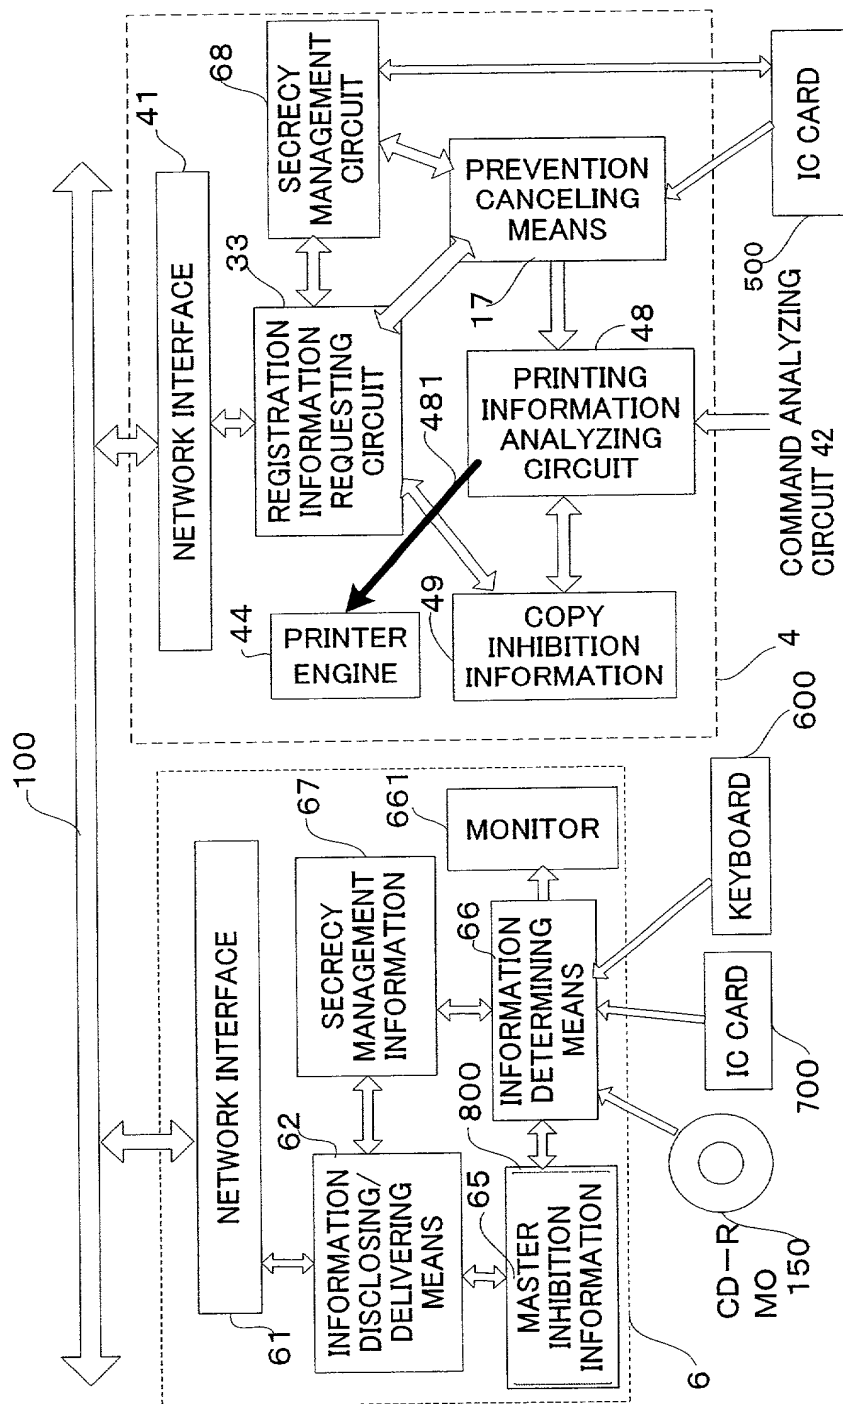 100
NETWORK INTERFACE
61
INFORMATION
DISCLOSING/
DELIVERING
MEANS
62
SECRECY
MANAGEMENT
INFORMATION
67
MASTER
INHIBITION
INFORMATION
65
800
INFORMATION
DETERMINING
MEANS
66
MONITOR
661
6
CD-R
MO
150
IC CARD
700
KEYBOARD
600
NETWORK INTERFACE
41
REGISTRATION
INFORMATION
REQUESTING
CIRCUIT
33
SECRECY
MANAGEMENT
CIRCUIT
68
PRINTER
ENGINE
44
481
PREVENTION
CANCELING
MEANS
17
COPY
INHIBITION
INFORMATION
49
PRINTING
INFORMATION
ANALYZING
CIRCUIT
48
4
COMMAND ANALYZING
CIRCUIT 42
IC CARD
500